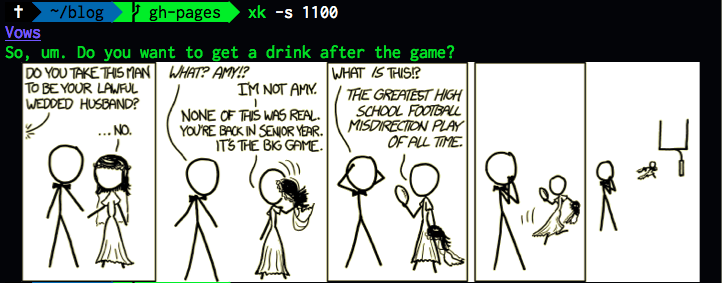 ~/blog gh-pages xk -s 1100
Vows
So, um. Do you want to get a drink after the game?
DO YOU TAKE THIS MAN
TO BE YOUR LAWFUL
WEDDED HUSBAND?
...NO.
WHAT? AMY!?
I'M NOT AMY.
NONE OF THIS WAS REAL.
YOU'RE BACK IN SENIOR YEAR.
IT'S THE BIG GAME.
WHAT IS THIS!?
THE GREATEST HIGH
SCHOOL FOOTBALL
MISDIRECTION PLAY
OF ALL TIME.